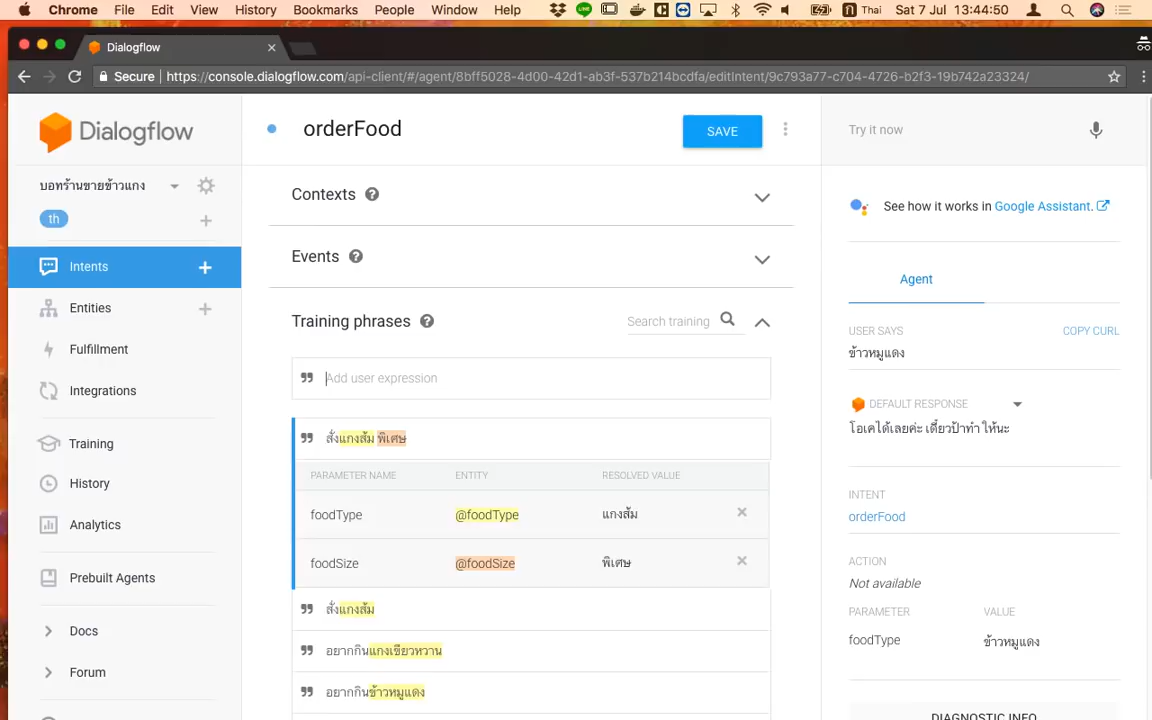 Chrome File Edit View History Bookmarks People Window Help Thai Sat 7 Jul 13:44:50
Dialogflow
Secure | https://console.dialogflow.com/api-client/#/agent/8bff5028-4d00-42d1-ab3f-537b214bcdfa/editIntent/9c793a77-c704-4726-b2f3-19b742a23324/
Dialogflow
บอทร้านขายข้าวแกง
th
Intents
Entities
Fulfillment
Integrations
Training
History
Analytics
Prebuilt Agents
Docs
Forum
orderFood
SAVE
Contexts
Events
Training phrases
Search training
Add user expression
สั่งแกงส้ม พิเศษ
PARAMETER NAME ENTITY RESOLVED VALUE
foodType @foodType แกงส้ม
foodSize @foodSize พิเศษ
สั่งแกงส้ม
อยากกินแกงเขียวหวาน
อยากกินข้าวหมูแดง
Try it now
See how it works in Google Assistant.
Agent
USER SAYS COPY CURL
ข้าวหมูแดง
DEFAULT RESPONSE
โอเคได้เลยค่ะ เดี๋ยวป้าทำ ให้นะ
INTENT
orderFood
ACTION
Not available
PARAMETER VALUE
foodType ข้าวหมูแดง
DIAGNOSTIC INFO